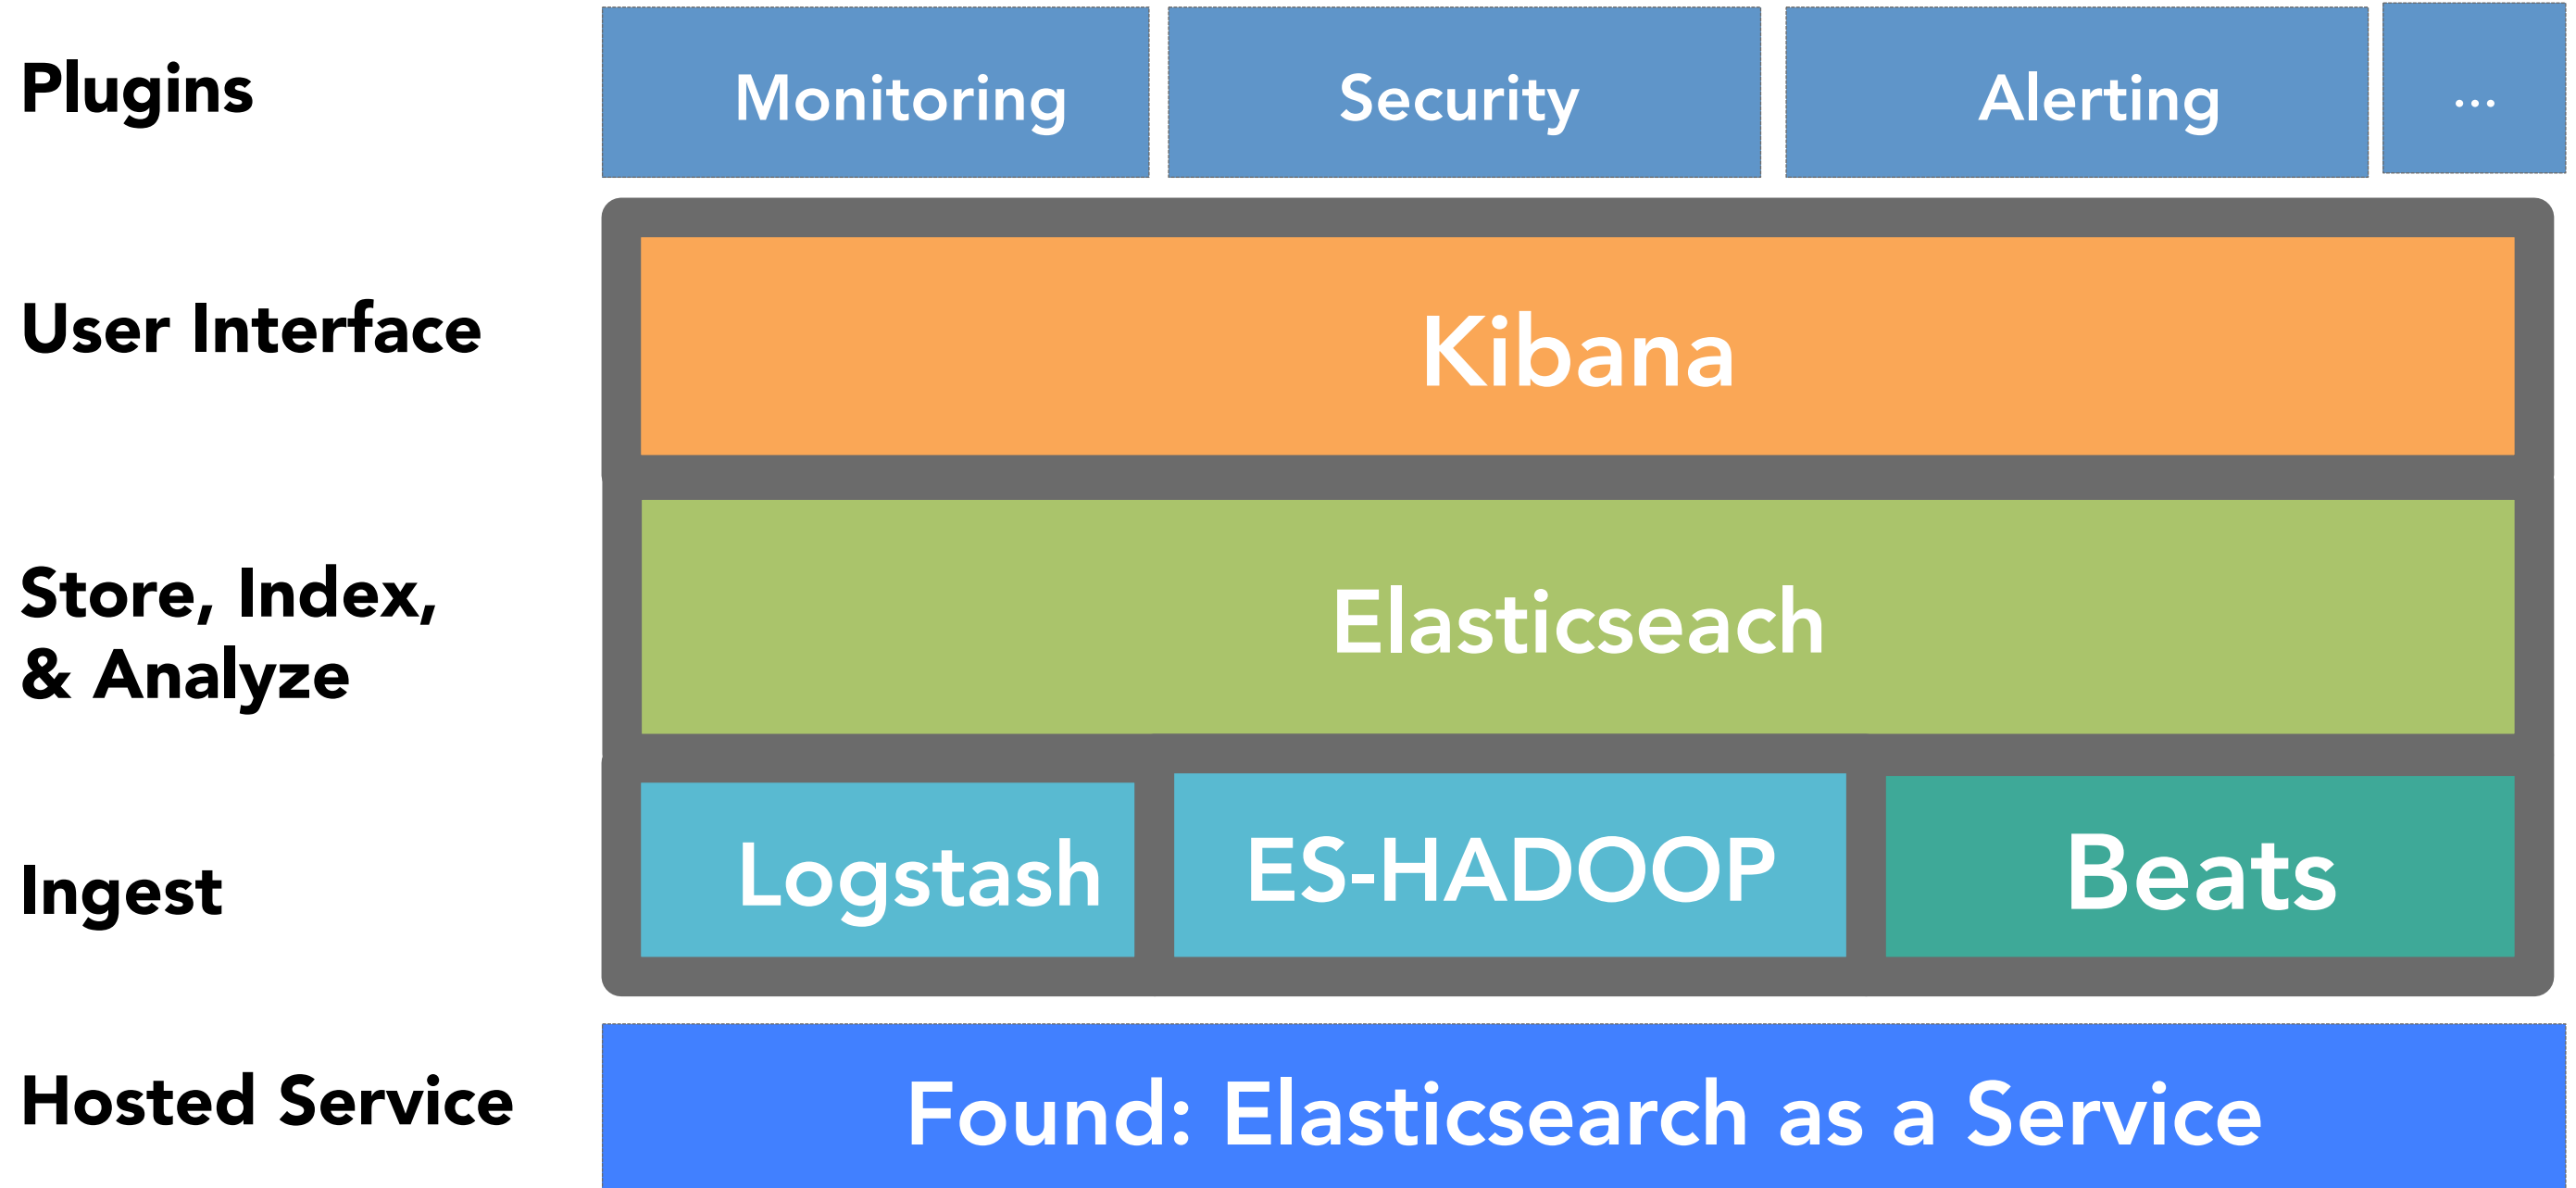 Plugins
Monitoring
Security
Alerting
...
User Interface
Kibana
Store, Index,
& Analyze
Elasticseach
Ingest
Logstash
ES-HADOOP
Beats
Hosted Service
Found: Elasticsearch as a Service